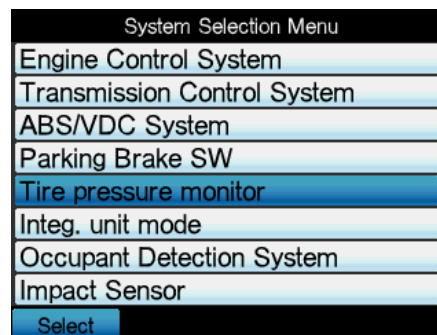 System Selection Menu
Engine Control System
Transmission Control System
ABS/VDC System
Parking Brake SW
Tire pressure monitor
Integ. unit mode
Occupant Detection System
Impact Sensor
Select